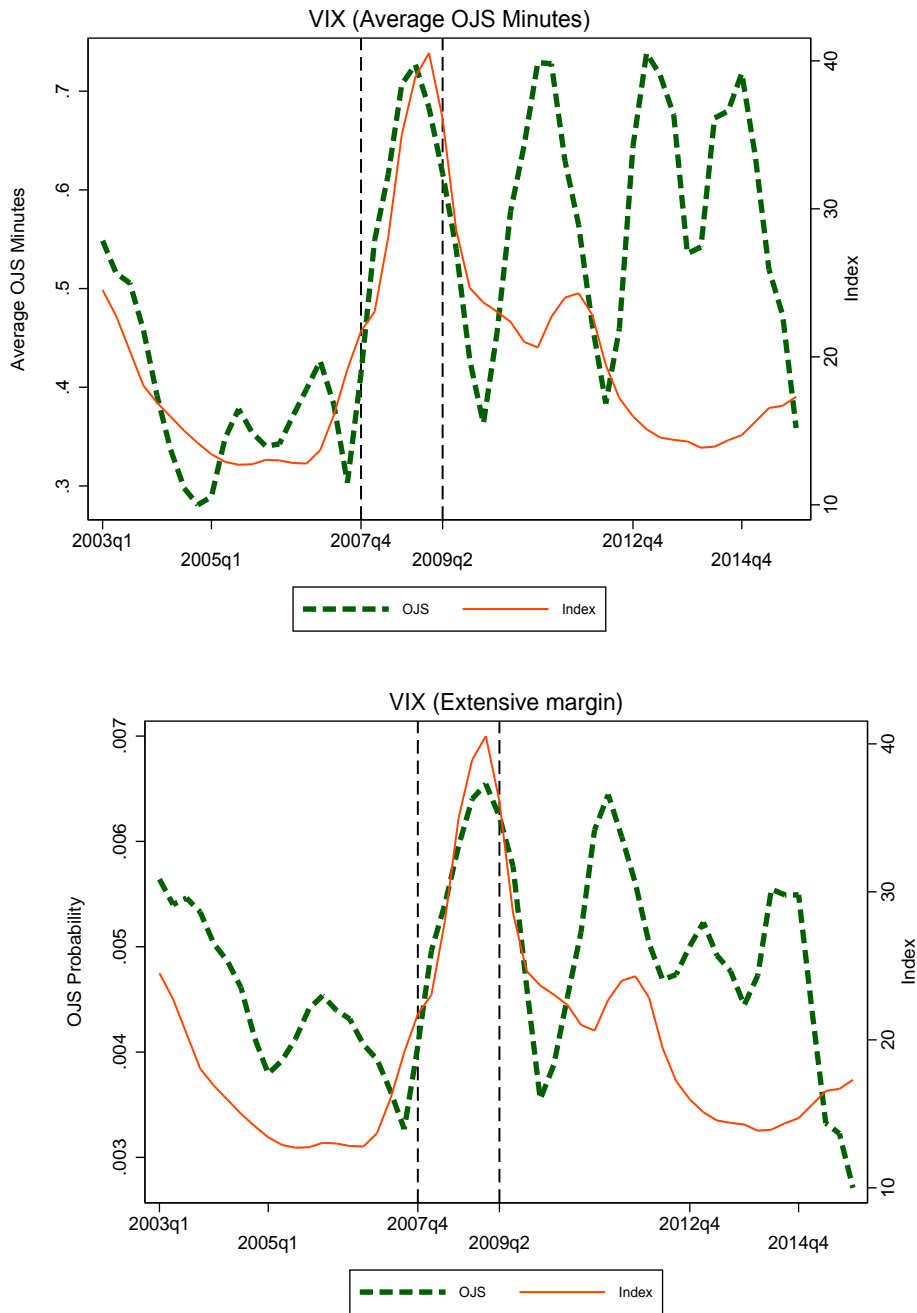 VIX (Average OJS Minutes)
.7
.6
.5
.4
.3
Average OJS Minutes
40
30
20
10
Index
2003q1
2005q1
2007q4
2009q2
2012q4
2014q4
OJS
Index
VIX (Extensive margin)
.007
.006
.005
.004
.003
OJS Probability
40
30
20
10
Index
2003q1
2005q1
2007q4
2009q2
2012q4
2014q4
OJS
Index